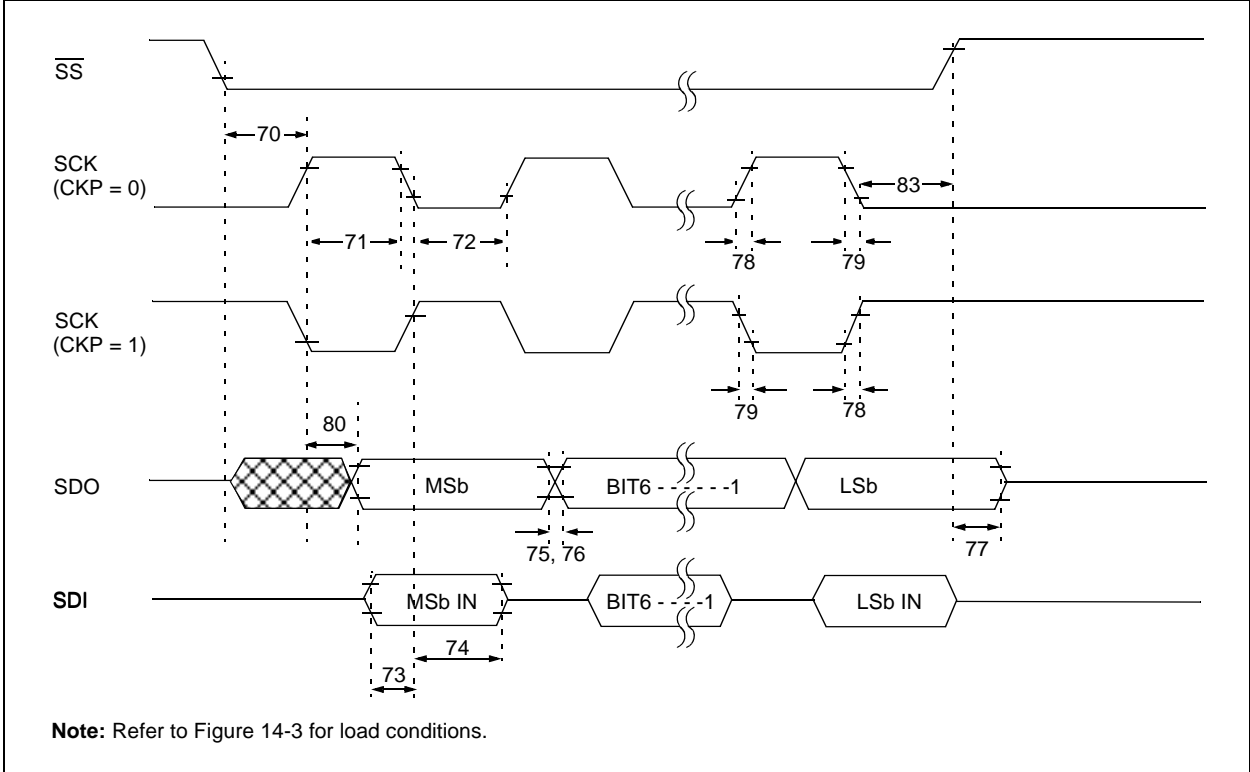 SS
70
SCK
(CKP = 0)
83
71
72
78
79
SCK
(CKP = 1)
79
78
80
SDO
MSb
BIT6 - - - - - - -1
LSb
75, 76
77
SDI
MSb IN
BIT6 - - - - -1
LSb IN
74
73
Note: Refer to Figure 14-3 for load conditions.